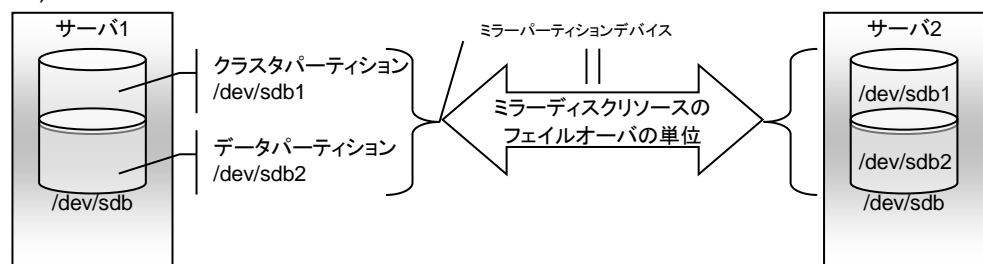 サーバ1
クラスタパーティション
/dev/sdb1
データパーティション
/dev/sdb2
/dev/sdb
ミラーパーティションデバイス
||
ミラーディスクリソースの
フェイルオーバの単位
サーバ2
/dev/sdb1
/dev/sdb2
/dev/sdb